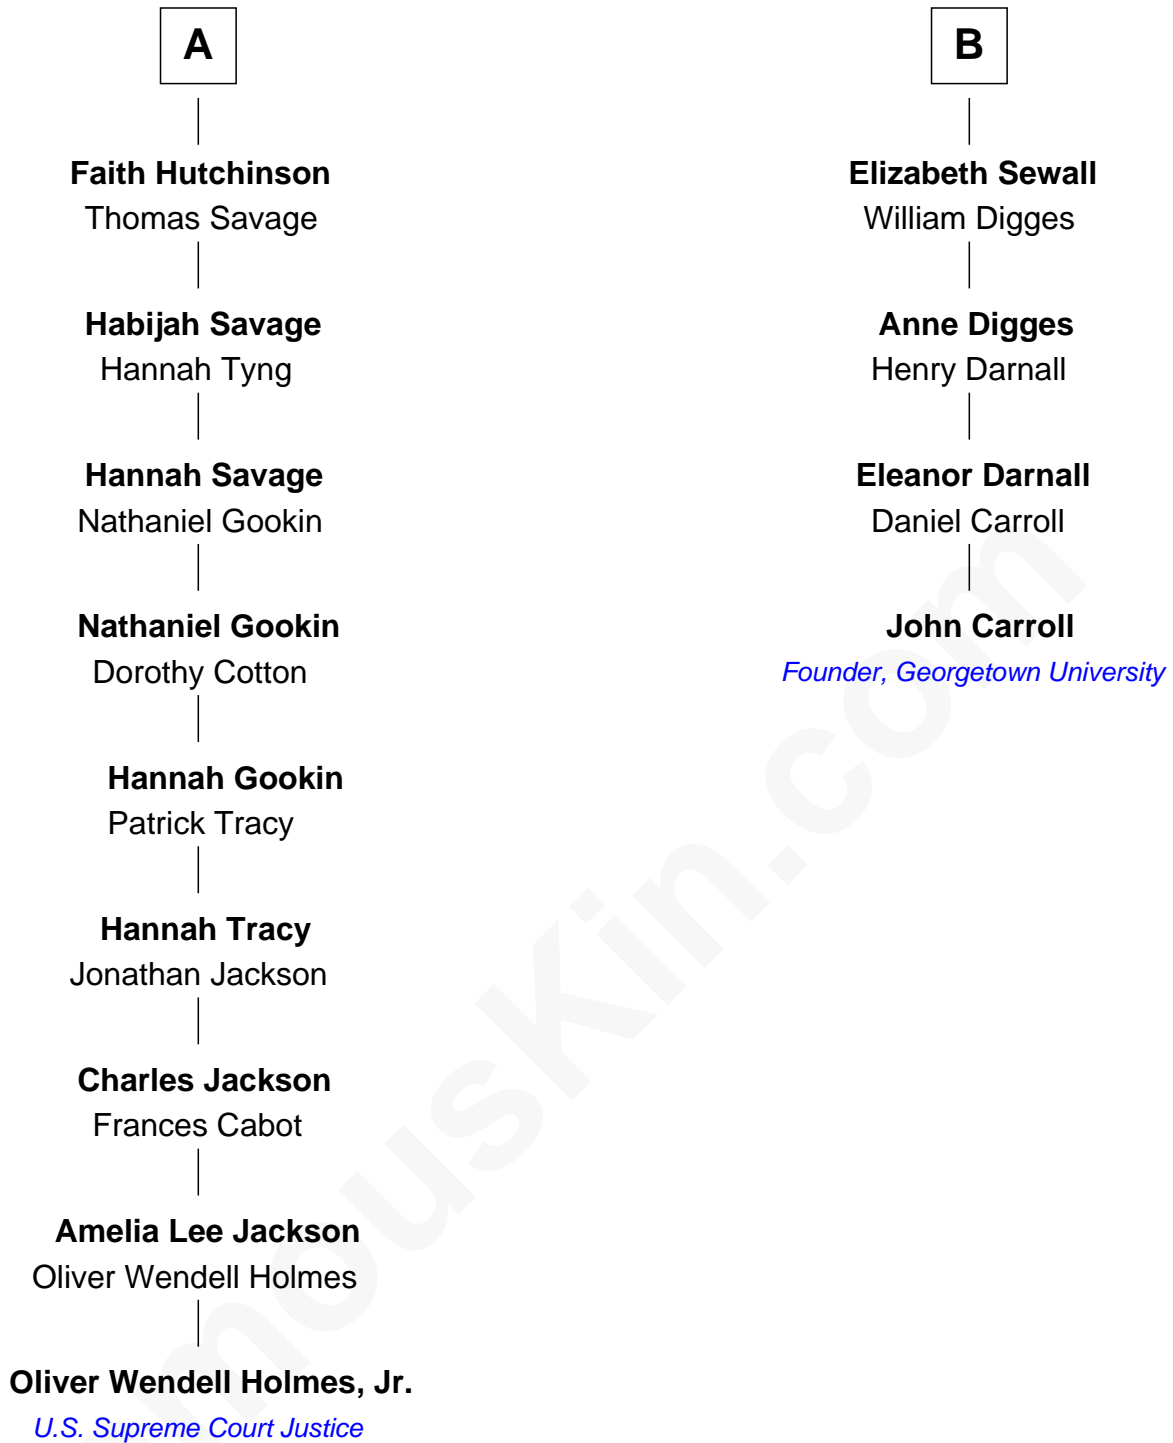 A
Faith Hutchinson
Thomas Savage
Habijah Savage
Hannah Tyng
Hannah Savage
Nathaniel Gookin
Nathaniel Gookin
Dorothy Cotton
Hannah Gookin
Patrick Tracy
Hannah Tracy
Jonathan Jackson
Charles Jackson
Frances Cabot
Amelia Lee Jackson
Oliver Wendell Holmes
Oliver Wendell Holmes, Jr.
U.S. Supreme Court Justice
B
Elizabeth Sewall
William Digges
Anne Digges
Henry Darnall
Eleanor Darnall
Daniel Carroll
John Carroll
Founder, Georgetown University
mouskin.com